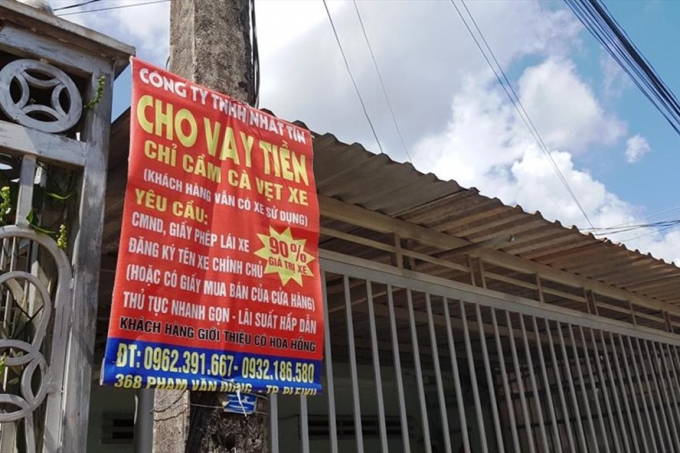 CÔNG TY TNHH NHẤT TÍN
CHO VAY TIỀN
CHỈ CẦM CÀ VẸT XE
(KHÁCH HÀNG VẪN CÓ XE SỬ DỤNG)
YÊU CẦU:
CMND, GIẤY PHÉP LÁI XE
ĐĂNG KÝ TÊN XE CHÍNH CHỦ
90%
GIÁ TRỊ XE
(HOẶC CÓ GIẤY MUA BÁN CỦA CỬA HÀNG)
THỦ TỤC NHANH GỌN - LÃI SUẤT HẤP DẪN
KHÁCH HÀNG GIỚI THIỆU CÓ HOA HỒNG
ĐT: 0962.391.667- 0932.186.580
368 PHẠM VĂN ĐỒNG - TP. PLEIKU